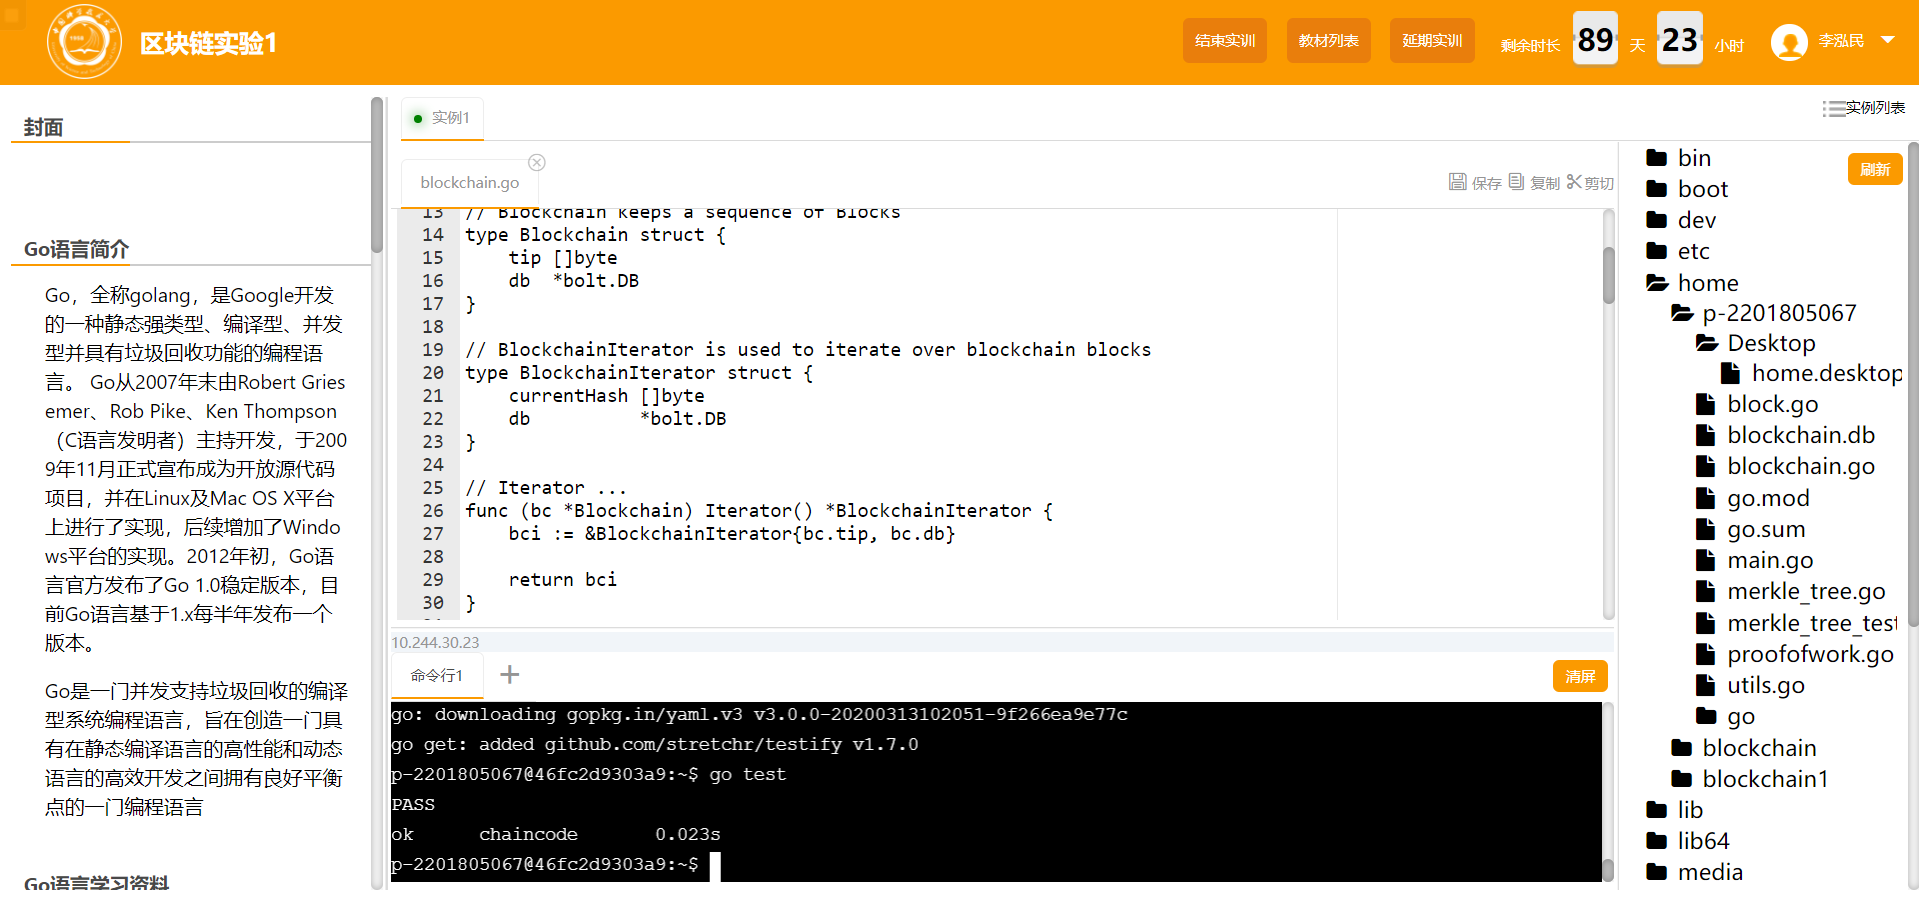 区块链实验1
结束实训
教材列表
延期实训
剩余时长 89 天 23 小时
李泓民
封面
Go语言简介
Go，全称golang，是Google开发
的一种静态强类型、编译型、并发
型并具有垃圾回收功能的编程语
言。 Go从2007年末由Robert Gries
emer、Rob Pike、Ken Thompson
（C语言发明者）主持开发，于200
9年11月正式宣布成为开放源代码
项目，并在Linux及Mac OS X平台
上进行了实现，后续增加了Windo
ws平台的实现。2012年初，Go语
言官方发布了Go 1.0稳定版本，目
前Go语言基于1.x每半年发布一个
版本。
Go是一门并发支持垃圾回收的编译
型系统编程语言，旨在创造一门具
有在静态编译语言的高性能和动态
语言的高效开发之间拥有良好平衡
点的一门编程语言
Go语言学习资料
实例1
实例列表
blockchain.go
保存 复制 剪切
13 // Blockchain keeps a sequence of Blocks
14 type Blockchain struct {
15     tip []byte
16     db  *bolt.DB
17 }
18
19 // BlockchainIterator is used to iterate over blockchain blocks
20 type BlockchainIterator struct {
21     currentHash []byte
22     db          *bolt.DB
23 }
24
25 // Iterator ...
26 func (bc *Blockchain) Iterator() *BlockchainIterator {
27     bci := &BlockchainIterator{bc.tip, bc.db}
28
29     return bci
30 }
10.244.30.23
命令行1
清屏
go: downloading gopkg.in/yaml.v3 v3.0.0-20200313102051-9f266ea9e77c
go get: added github.com/stretchr/testify v1.7.0
p-2201805067@46fc2d9303a9:~$ go test
PASS
ok      chaincode       0.023s
p-2201805067@46fc2d9303a9:~$
刷新
bin
boot
dev
etc
home
p-2201805067
Desktop
home.desktop
block.go
blockchain.db
blockchain.go
go.mod
go.sum
main.go
merkle_tree.go
merkle_tree_test
proofofwork.go
utils.go
go
blockchain
blockchain1
lib
lib64
media